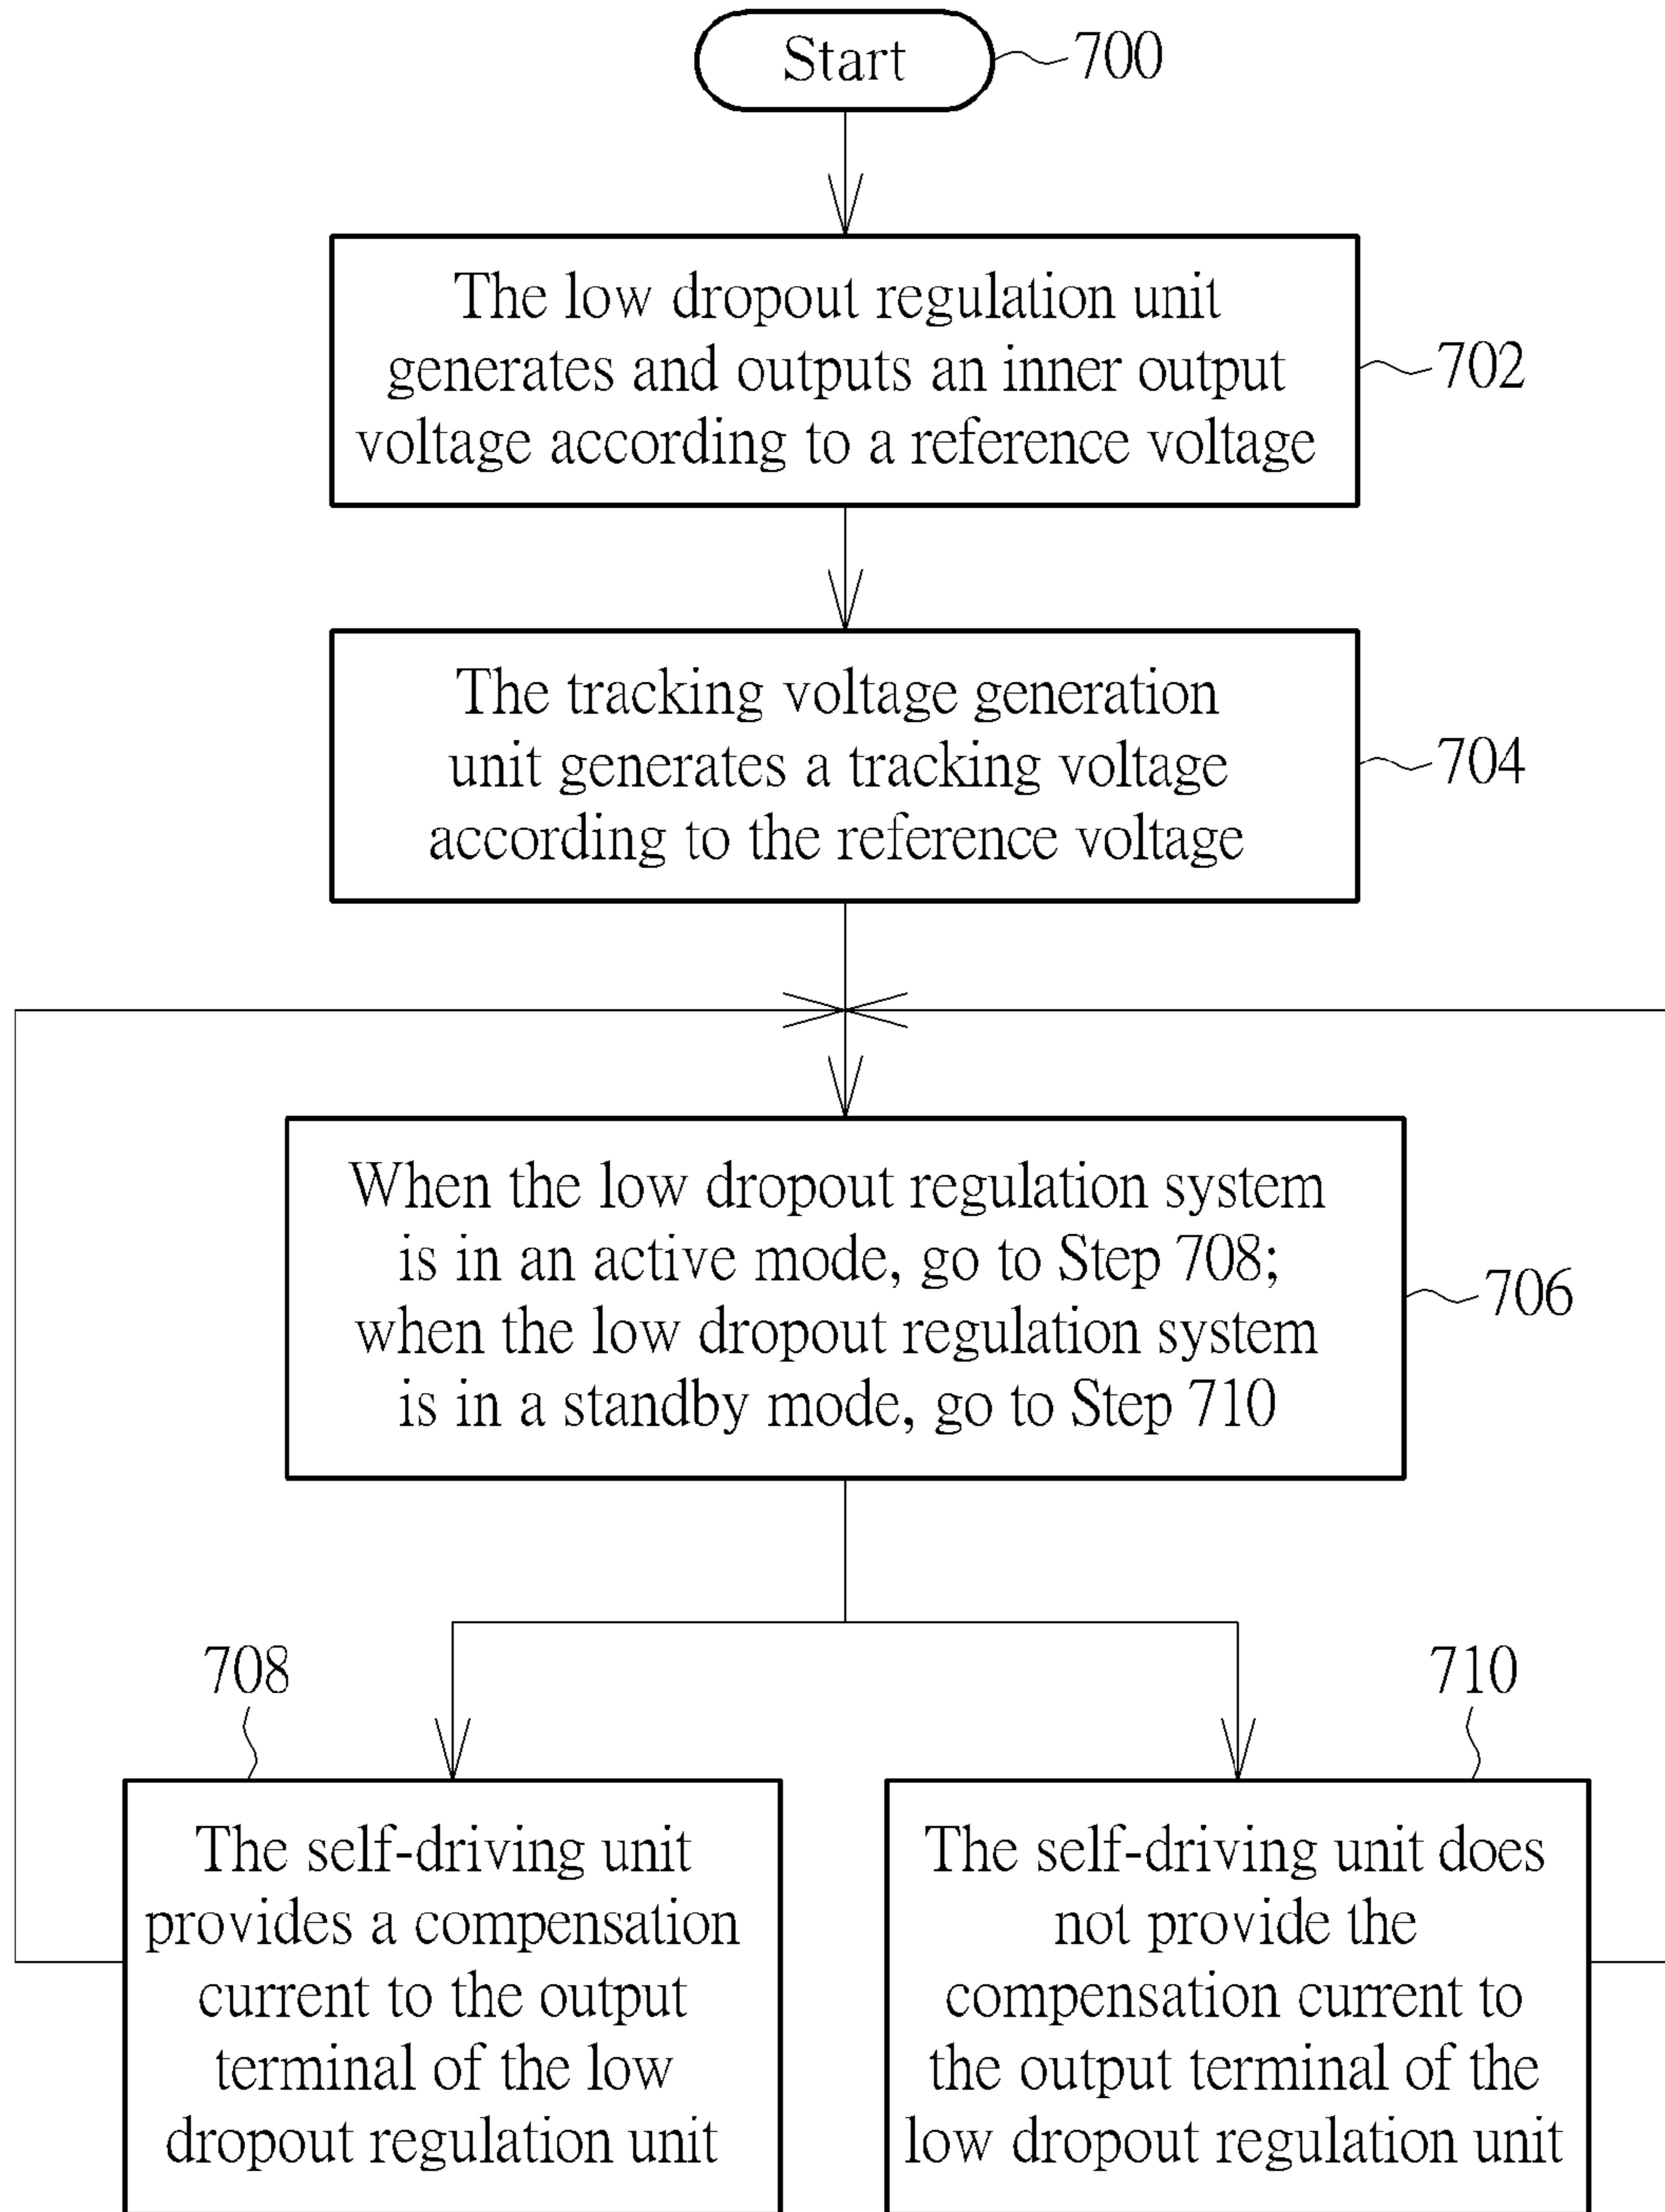 Start
700
The low dropout regulation unit
generates and outputs an inner output
voltage according to a reference voltage
702
The tracking voltage generation
unit generates a tracking voltage
according to the reference voltage
704
When the low dropout regulation system
is in an active mode, go to Step 708;
when the low dropout regulation system
is in a standby mode, go to Step 710
706
708
The self-driving unit
provides a compensation
current to the output
terminal of the low
dropout regulation unit
710
The self-driving unit does
not provide the
compensation current to
the output terminal of the
low dropout regulation unit